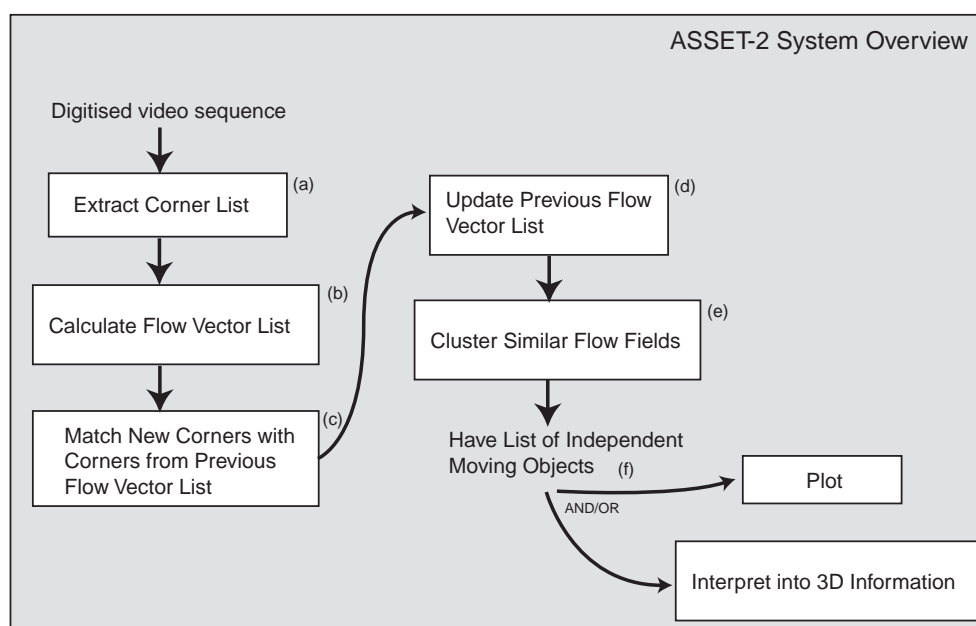 ASSET-2 System Overview
Digitised video sequence
(a)
Extract Corner List
(b)
Calculate Flow Vector List
(c)
Match New Corners with
Corners from Previous
Flow Vector List
(d)
Update Previous Flow
Vector List
(e)
Cluster Similar Flow Fields
Have List of Independent
Moving Objects (f)
Plot
AND/OR
Interpret into 3D Information